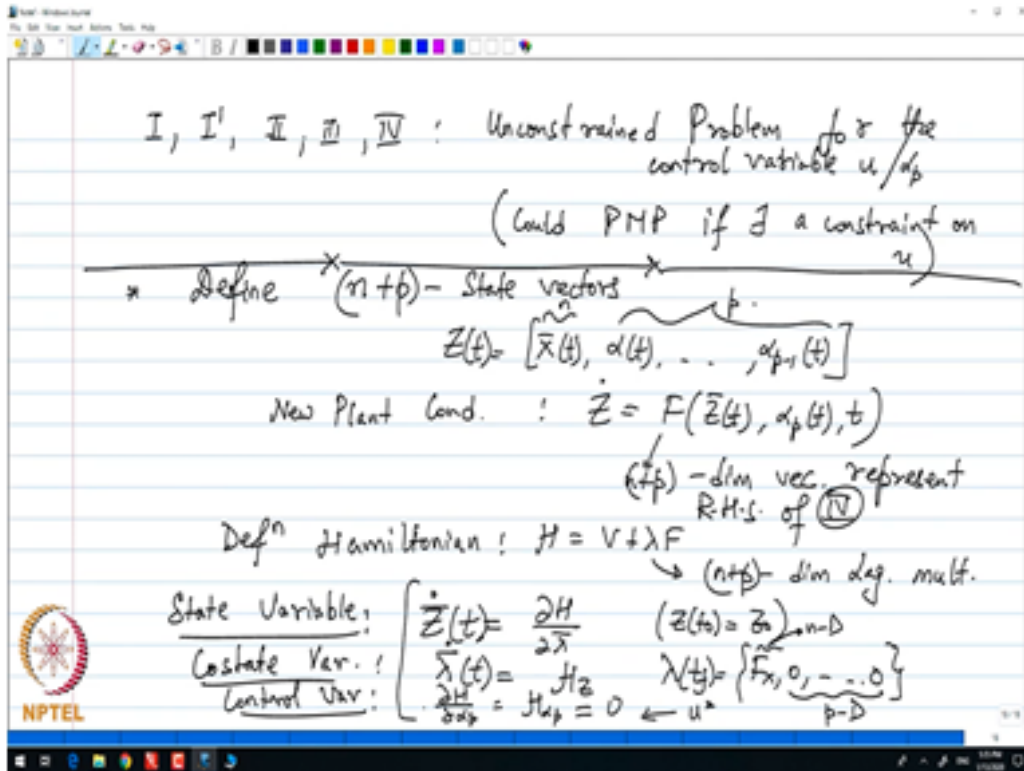 I, I', II, III, IV : Unconstrained Problem for the
control variable u/αp
(Could PMP if ∃ a constraint on
u)
* Define (n+p) - State vectors
n p.
Z(t) = [x̄(t), α(t), . . . , αp-1(t)]
New Plant Cond. : Ż = F(Z̄(t), αp(t), t)
(n+p) - dim vec. represent
R.H.S. of IV
Defⁿ Hamiltonian : H = V + λF
↳ (n+p) - dim Lag. mult.
State Variable : Ż(t) = ∂H/∂λ̄ (Z(t₀) = Z₀) n-D
Costate Var. : λ̄(t) = H_Z λ(tf) = {Fx, 0, - . . 0}
Control Var : ∂H/∂αp = Hαp = 0 ← u* p-D
NPTEL